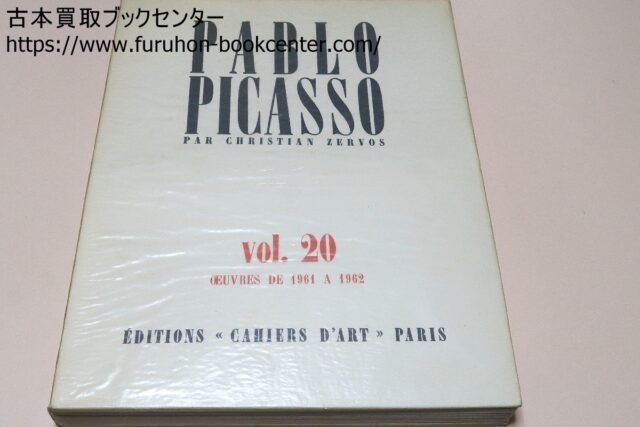 古本買取ブックセンター
https://www.furuhon-bookcenter.com/
PABLO
PICASSO
PAR CHRISTIAN ZERVOS
vol. 20
ŒUVRES DE 1961 A 1962
ÉDITIONS « CAHIERS D'ART » PARIS